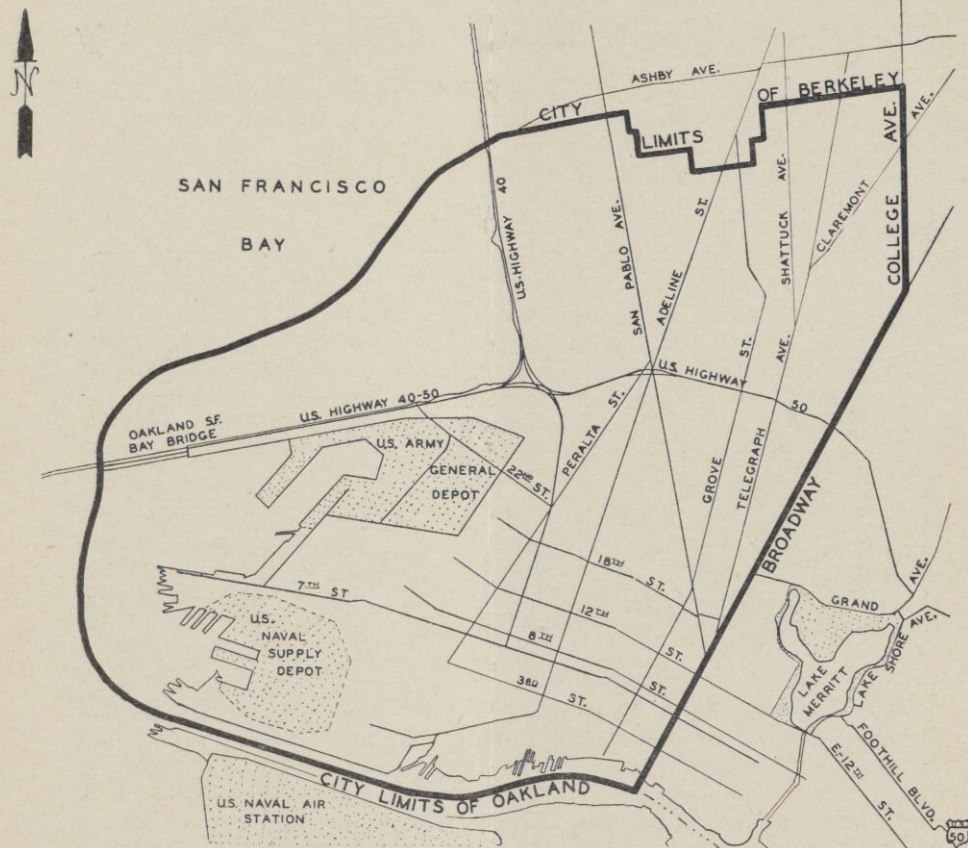 N
SAN FRANCISCO
BAY
ASHBY AVE.
CITY
LIMITS
OF BERKELEY
AVE.
COLLEGE AVE.
CLAREMONT
SHATTUCK AVE.
40
U.S. HIGHWAY
SAN PABLO AVE.
ADELINE
ST.
ST.
AVE.
U.S. HIGHWAY
50
OAKLAND S.F.
BAY BRIDGE
U.S. HIGHWAY 40-50
U.S. ARMY
GENERAL
DEPOT
22ND ST.
PERALTA
ST.
GROVE
TELEGRAPH
BROADWAY
18TH
ST.
12TH
ST.
7TH ST
8TH
ST.
3RD
ST.
U.S.
NAVAL
SUPPLY
DEPOT
GRAND
AVE.
LAKE
MERRITT
LAKE SHORE AVE.
FOOTHILL BLVD.
E.-12TH
ST.
CITY LIMITS OF OAKLAND
U.S. NAVAL AIR
STATION
50